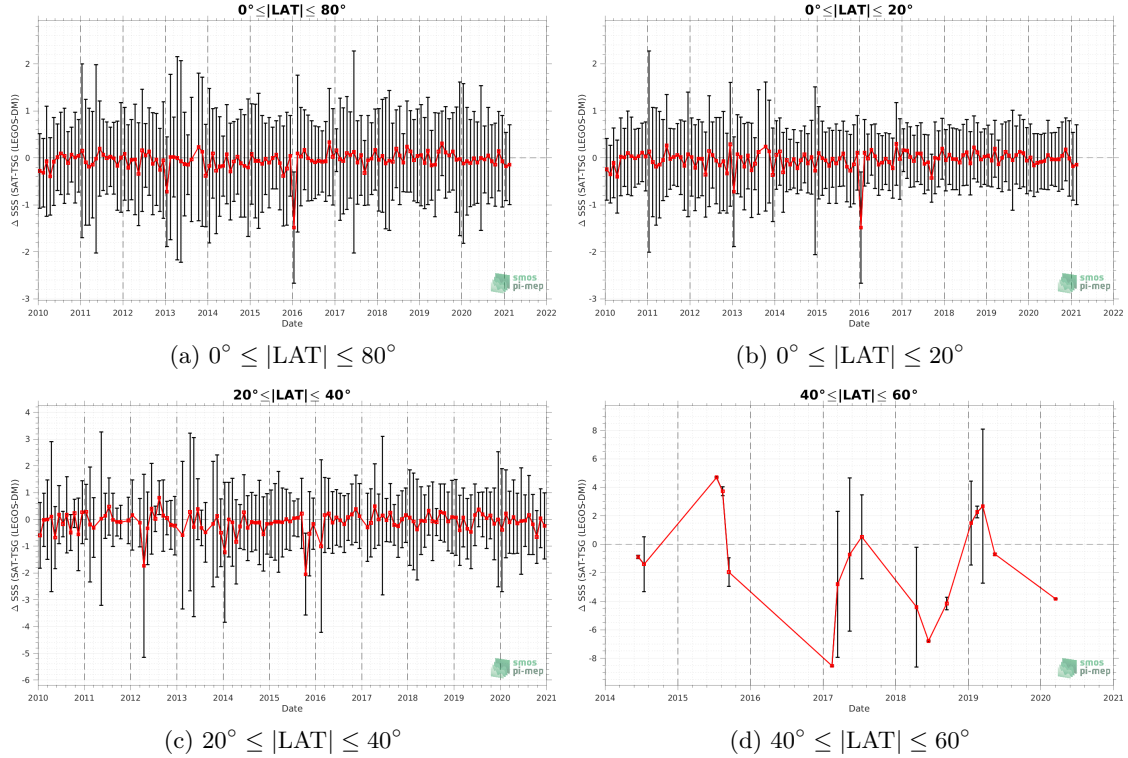 0°≤|LAT|≤ 80°
Δ SSS (SAT-TSG (LEGOS-DM))
2
1
0
-1
-2
-3
2010 2011 2012 2013 2014 2015 2016 2017 2018 2019 2020 2021 2022
Date
smos
pi-mep
(a) 0° ≤ |LAT| ≤ 80°
0°≤|LAT|≤ 20°
Δ SSS (SAT-TSG (LEGOS-DM))
2
1
0
-1
-2
-3
2010 2011 2012 2013 2014 2015 2016 2017 2018 2019 2020 2021 2022
Date
smos
pi-mep
(b) 0° ≤ |LAT| ≤ 20°
20°≤|LAT|≤ 40°
Δ SSS (SAT-TSG (LEGOS-DM))
4
3
2
1
0
-1
-2
-3
-4
-5
-6
2010 2011 2012 2013 2014 2015 2016 2017 2018 2019 2020 2021
Date
smos
pi-mep
(c) 20° ≤ |LAT| ≤ 40°
40°≤|LAT|≤ 60°
Δ SSS (SAT-TSG (LEGOS-DM))
8
6
4
2
0
-2
-4
-6
-8
2014 2015 2016 2017 2018 2019 2020 2021
Date
smos
pi-mep
(d) 40° ≤ |LAT| ≤ 60°